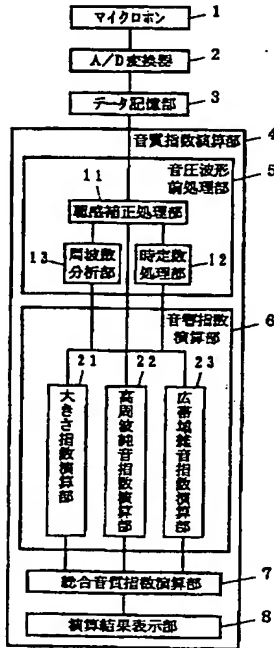 マイクロホン
1
A/D変換器
2
データ記憶部
3
音質指数演算部
4
音圧波形
前処理部
5
11
聴感補正処理部
13
周波数
分析部
時定数
処理部
12
音響指数
演算部
6
21
22
23
大きさ指数演算部
高周波純音指数演算部
広帯域雑音指数演算部
総合音質指数演算部
7
演算結果表示部
8